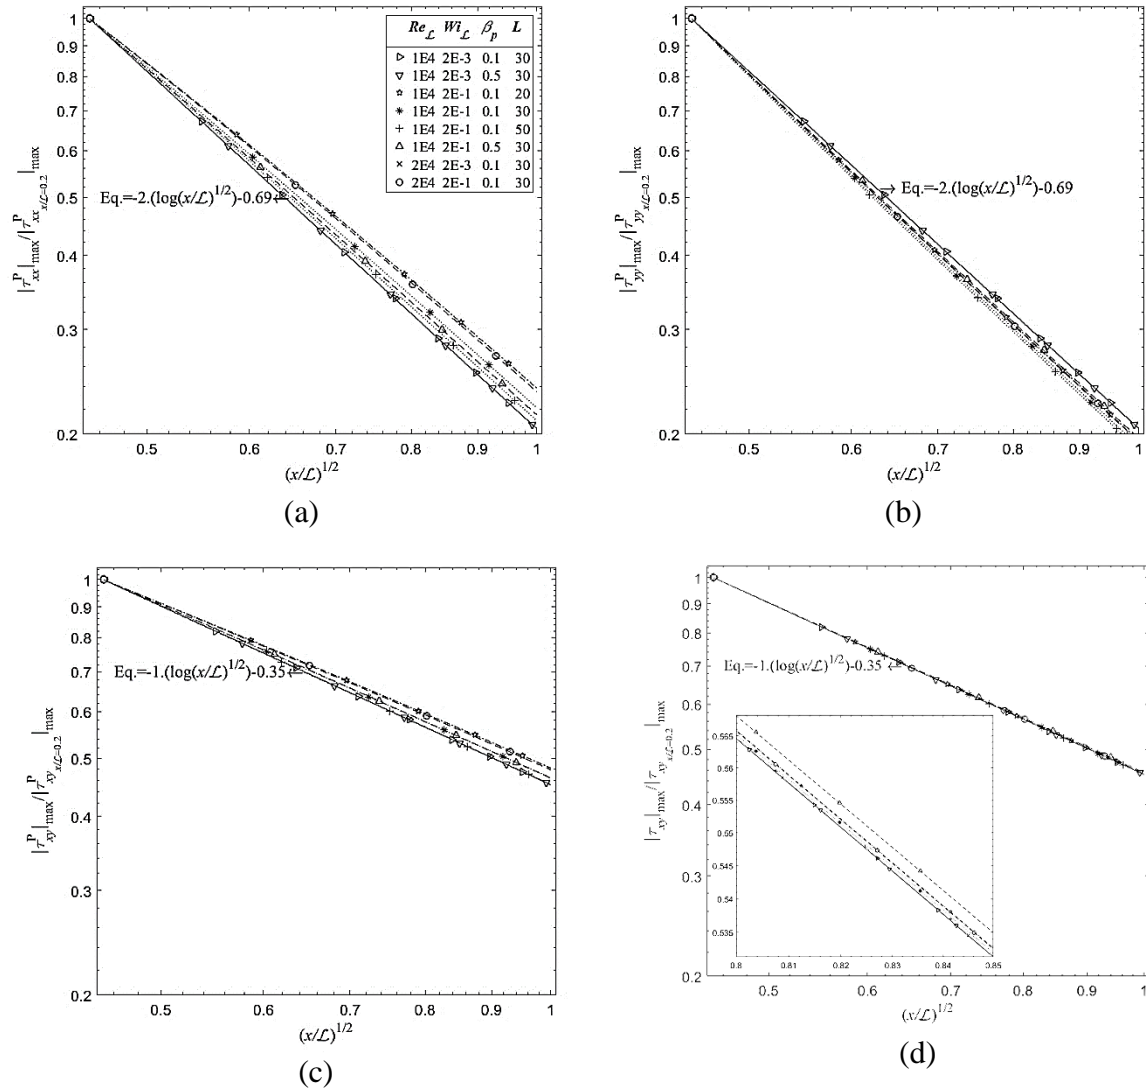 Re_ℒ Wi_ℒ β_p L
▷ 1E4 2E-3 0.1 30
▽ 1E4 2E-3 0.5 30
☆ 1E4 2E-1 0.1 20
* 1E4 2E-1 0.1 30
+ 1E4 2E-1 0.1 50
△ 1E4 2E-1 0.5 30
× 2E4 2E-3 0.1 30
○ 2E4 2E-1 0.1 30
1
0.9
0.8
0.7
0.6
0.5
0.4
0.3
0.2
|τ^P_xx|_max/|τ^P_xx_x/ℒ=0.2|_max
Eq.=-2.(log(x/ℒ)^1/2)-0.69
0.5 0.6 0.7 0.8 0.9 1
(x/ℒ)^1/2
(a)
1
0.9
0.8
0.7
0.6
0.5
0.4
0.3
0.2
|τ^P_yy|_max/|τ^P_yy_x/ℒ=0.2|_max
→ Eq.=-2.(log(x/ℒ)^1/2)-0.69
0.5 0.6 0.7 0.8 0.9 1
(x/ℒ)^1/2
(b)
1
0.9
0.8
0.7
0.6
0.5
0.4
0.3
0.2
|τ^P_xy|_max/|τ^P_xy_x/ℒ=0.2|_max
Eq.=-1.(log(x/ℒ)^1/2)-0.35
0.5 0.6 0.7 0.8 0.9 1
(x/ℒ)^1/2
(c)
1
0.9
0.8
0.7
0.6
0.5
0.4
0.3
0.2
|τ_xy|_max/|τ_xy_x/ℒ=0.2|_max
Eq.=-1.(log(x/ℒ)^1/2)-0.35
0.565
0.56
0.555
0.55
0.545
0.54
0.535
0.8 0.81 0.82 0.83 0.84 0.85
0.5 0.6 0.7 0.8 0.9 1
(x/ℒ)^1/2
(d)